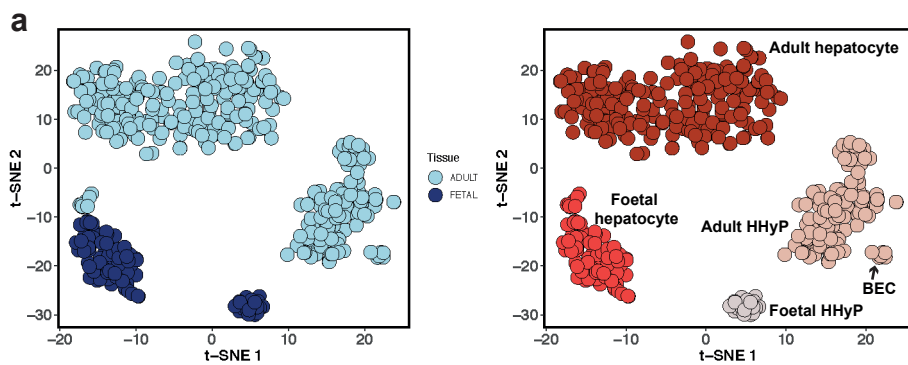 a
20
10
0
−10
−20
−30
t−SNE 2
−20
−10
0
10
20
t−SNE 1
Tissue
ADULT
FETAL
20
10
0
−10
−20
−30
t−SNE 2
−20
−10
0
10
20
t−SNE 1
Adult hepatocyte
Foetal
hepatocyte
Adult HHyP
BEC
Foetal HHyP